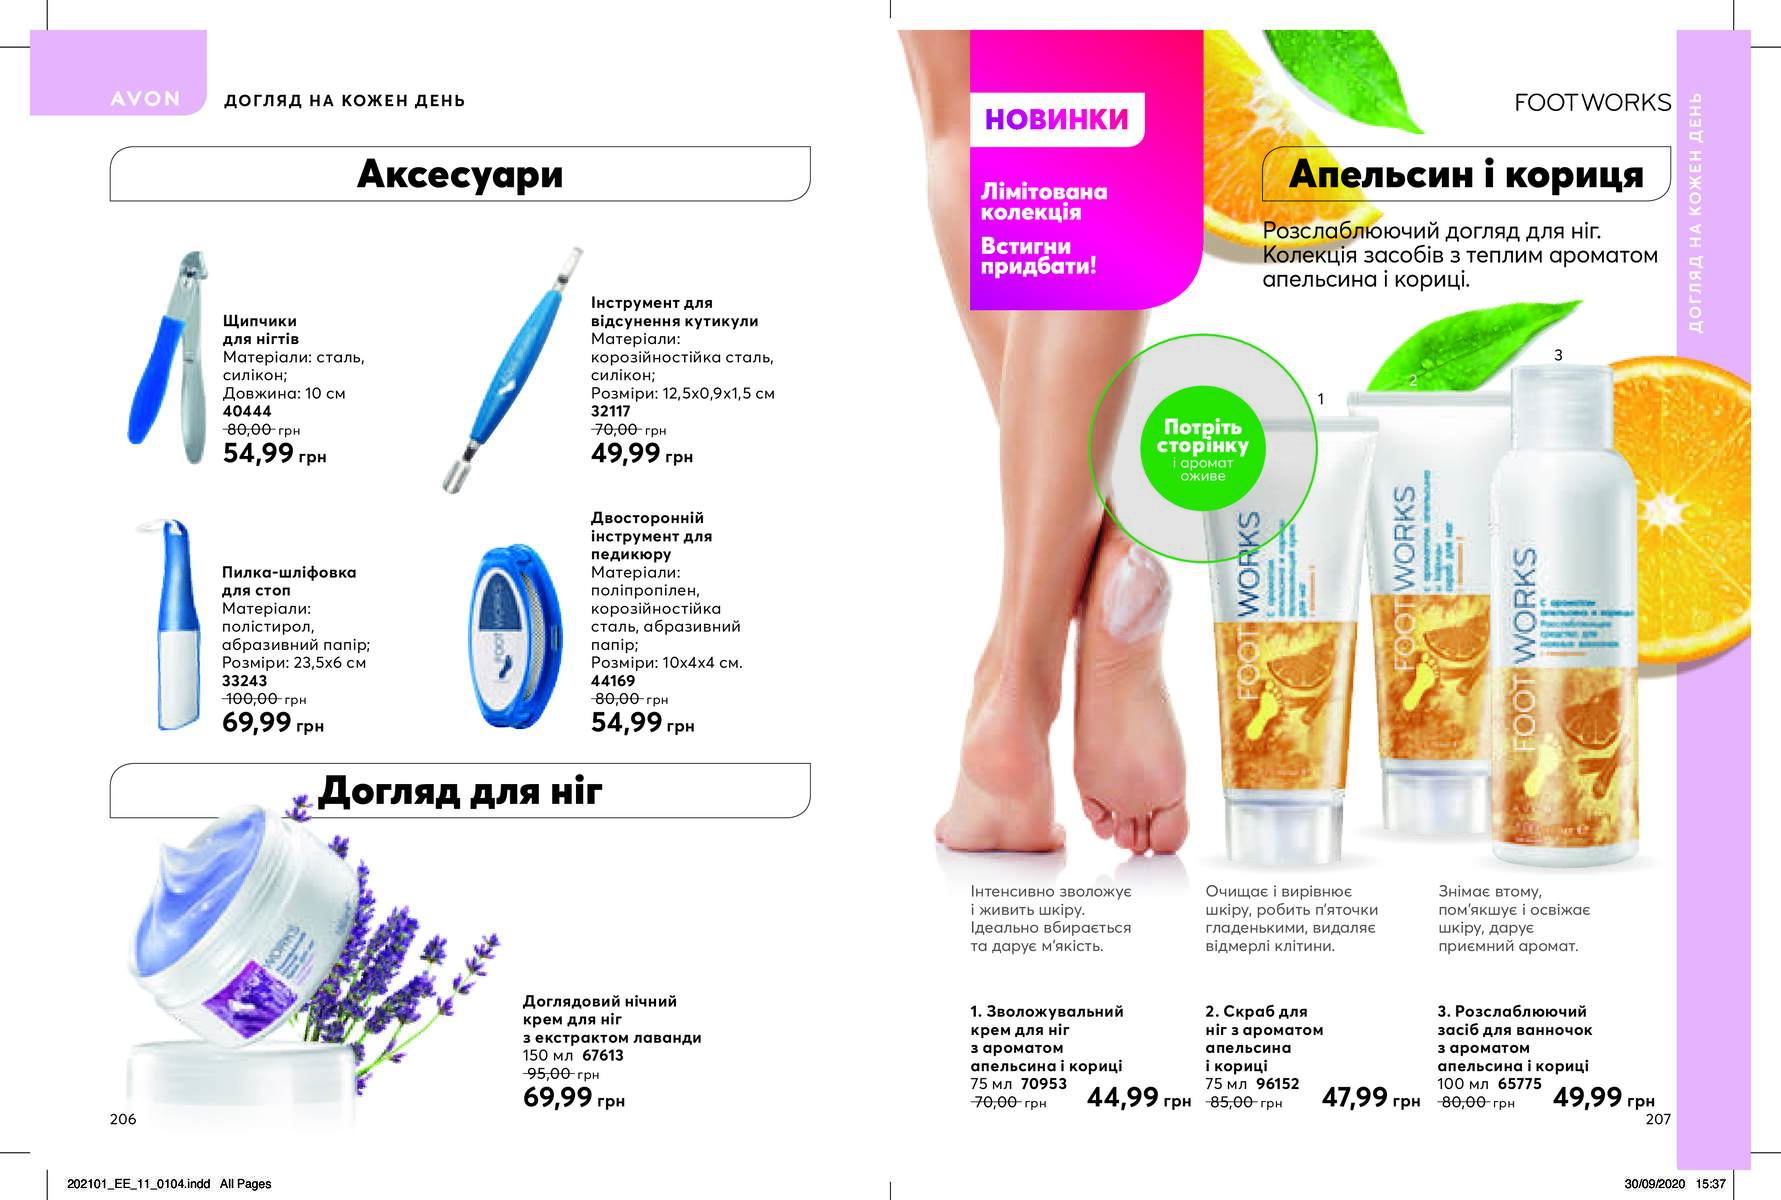 AVON
ДОГЛЯД НА КОЖЕН ДЕНЬ
Аксесуари
Щипчики
для нігтів
Матеріали: сталь,
силікон;
Довжина: 10 см
40444
80,00 грн
54,99 грн
Інструмент для
відсунення кутикули
Матеріали:
корозійностійка сталь,
силікон;
Розміри: 12,5х0,9х1,5 см
32117
70,00 грн
49,99 грн
Пилка-шліфовка
для стоп
Матеріали:
полістирол,
абразивний папір;
Розміри: 23,5х6 см
33243
100,00 грн
69,99 грн
Двосторонній
інструмент для
педикюру
Матеріали:
поліпропілен,
корозійностійка
сталь, абразивний
папір;
Розміри: 10х4х4 см.
44169
80,00 грн
54,99 грн
Догляд для ніг
Доглядовий нічний
крем для ніг
з екстрактом лаванди
150 мл 67613
95,00 грн
69,99 грн
206
НОВИНКИ
Лімітована
колекція
Встигни
придбати!
FOOTWORKS
ДОГЛЯД НА КОЖЕН ДЕНЬ
Апельсин і кориця
Розслаблюючий догляд для ніг.
Колекція засобів з теплим ароматом
апельсина і кориці.
Потріть
сторінку
і аромат
оживе
1
2
3
FOOT WORKS
FOOT WORKS
FOOT WORKS
Інтенсивно зволожує
і живить шкіру.
Ідеально вбирається
та дарує м'якість.
Очищає і вирівнює
шкіру, робить п'яточки
гладенькими, видаляє
відмерлі клітини.
Знімає втому,
пом'якшує і освіжає
шкіру, дарує
приємний аромат.
1. Зволожувальний
крем для ніг
з ароматом
апельсина і кориці
75 мл 70953
70,00 грн
44,99 грн
2. Скраб для
ніг з ароматом
апельсина
і кориці
75 мл 96152
85,00 грн
47,99 грн
3. Розслаблюючий
засіб для ванночок
з ароматом
апельсина і кориці
100 мл 65775
80,00 грн
49,99 грн
207
202101_EE_11_0104.indd All Pages
30/09/2020 15:37